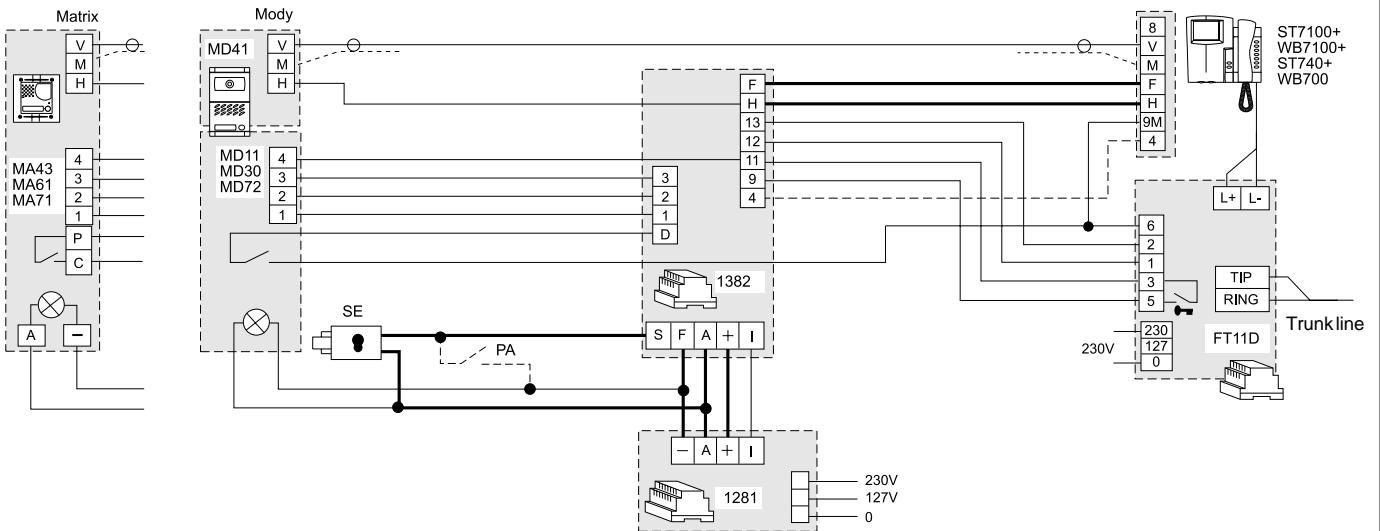 Matrix
V
M
H
MA43
MA61
MA71
4
3
2
1
P
C
A
−
Mody
MD41
V
M
H
MD11
MD30
MD72
4
3
2
1
SE
PA
F
H
13
12
11
9
4
3
2
1
D
1382
S F A + I
− A + I
1281
230V
127V
0
8
V
M
F
H
9M
4
ST7100+
WB7100+
ST740+
WB700
L+ L-
6
2
1
3
5
TIP
RING
Trunkline
230V
230
127
0
FT11D